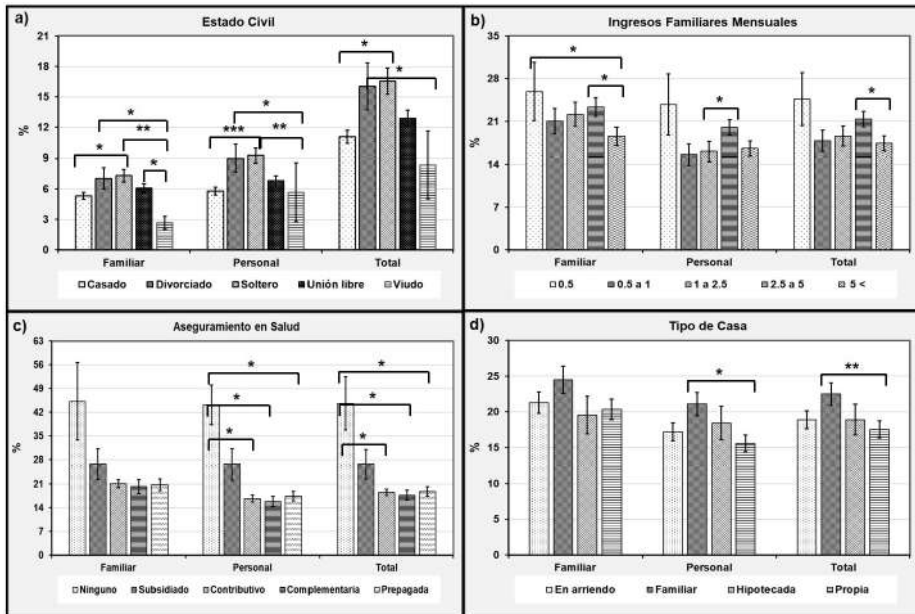 a)
Estado Civil
21
18
15
12
9
6
3
0
%
* ** * *
* *** **
* *
Familiar Personal Total
Casado Divorciado Soltero Unión libre Viudo
b)
Ingresos Familiares Mensuales
35
28
21
14
7
0
%
* *
*
*
Familiar Personal Total
0.5 0.5 a 1 1 a 2.5 2.5 a 5 5 <
c)
Aseguramiento en Salud
63
56
49
42
35
28
21
14
7
0
%
* * *
* * *
Familiar Personal Total
Ninguno Subsidiado Contributivo Complementaria Prepagada
d)
Tipo de Casa
30
25
20
15
10
5
0
%
* **
Familiar Personal Total
En arriendo Familiar Hipotecada Propia